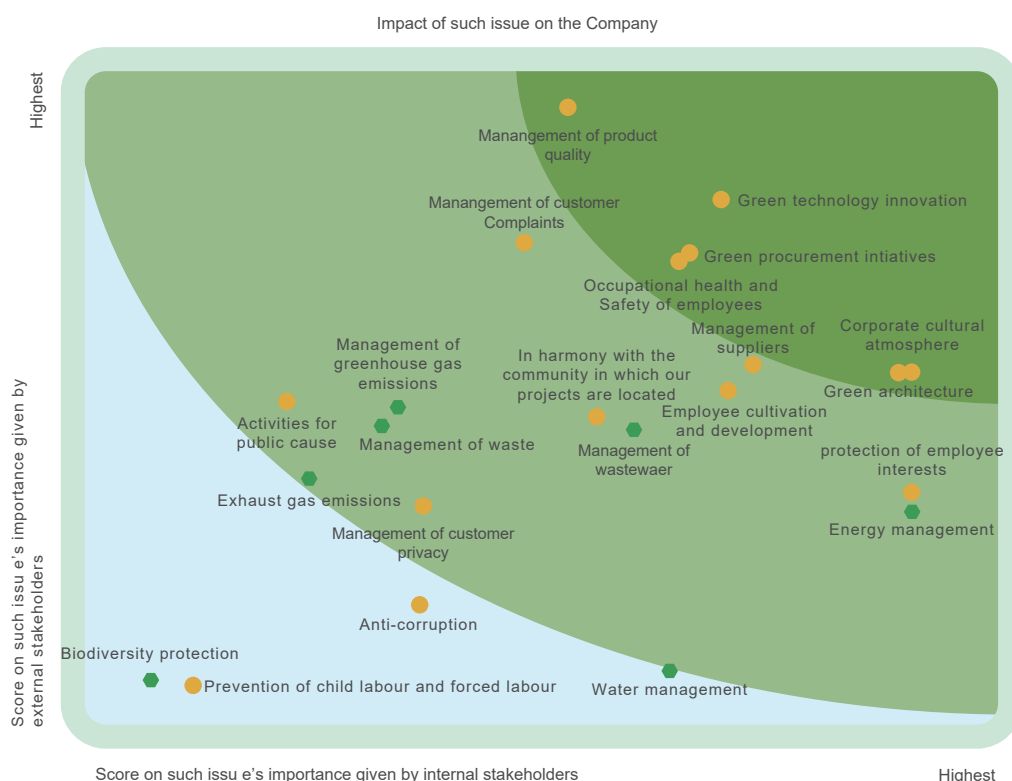 Impact of such issue on the Company
Highest
Manangement of product
quality
Manangement of customer
Complaints
Green technology innovation
Green procurement intiatives
Occupational health and
Safety of employees
Management of
suppliers
Corporate cultural
atmosphere
Management of
greenhouse gas
emissions
In harmony with the
community in which our
projects are located
Green architecture
Employee cultivation
and development
Activities for
public cause
Management of waste
Management of
wastewaer
protection of employee
interests
Exhaust gas emissions
Management of customer
privacy
Energy management
Anti-corruption
Biodiversity protection
Prevention of child labour and forced labour
Water management
Score on such issu e's importance given by
external stakeholders
Score on such issu e's importance given by internal stakeholders
Highest